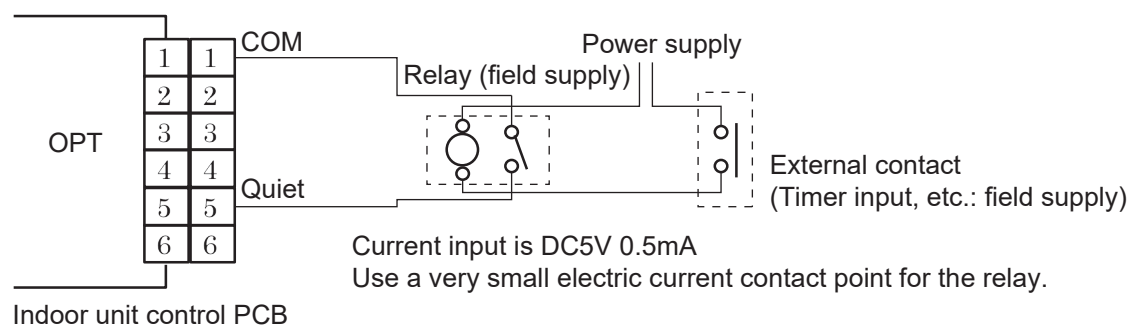 COM
Power supply
Relay (field supply)
1 1
2 2
3 3
4 4
5 5
6 6
OPT
External contact
(Timer input, etc.: field supply)
Quiet
Current input is DC5V 0.5mA
Use a very small electric current contact point for the relay.
Indoor unit control PCB